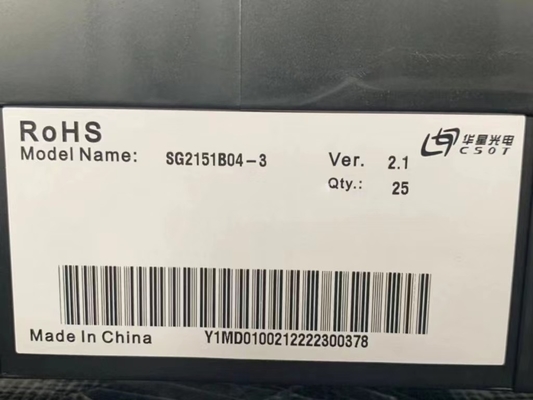 RoHS
Model Name: SG2151B04-3 Ver. 2.1
Qty.: 25
华星光电
CSOT
Made In China Y1MD0100212222300378